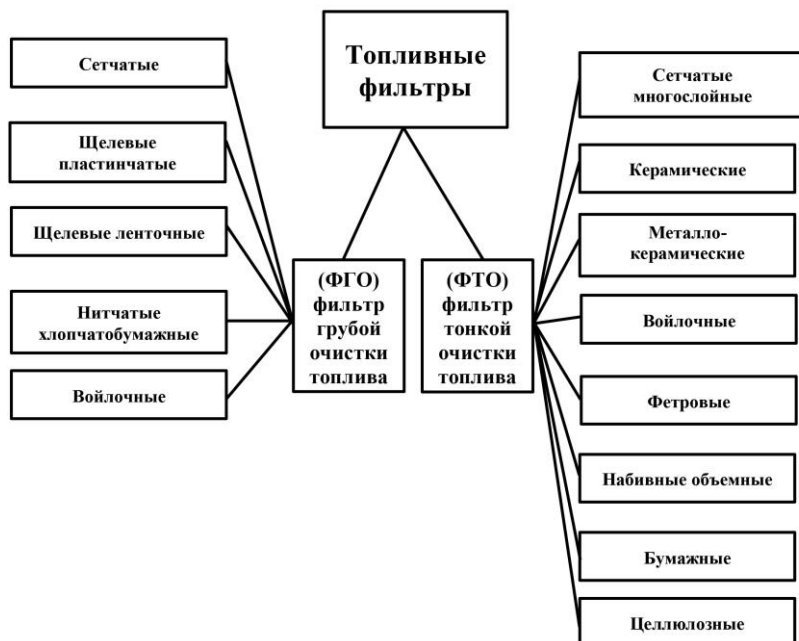 Топливные
фильтры
Сетчатые
Щелевые
пластинчатые
Щелевые ленточные
Нитчатые
хлопчатобумажные
Войлочные
(ФГО)
фильтр
грубой
очистки
топлива
(ФТО)
фильтр
тонкой
очистки
топлива
Сетчатые
многослойные
Керамические
Металло-
керамические
Войлочные
Фетровые
Набивные объемные
Бумажные
Целлюлозные